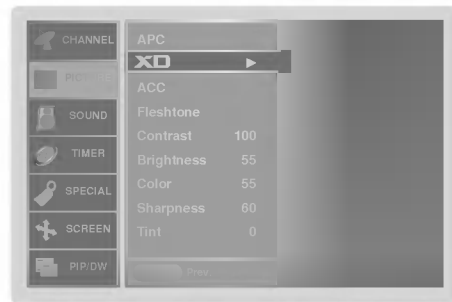 CHANNEL
PICTURE
SOUND
TIMER
SPECIAL
SCREEN
PIP/DW
APC
XD
ACC
Fleshtone
Contrast 100
Brightness 55
Color 55
Sharpness 60
Tint 0
Prev.